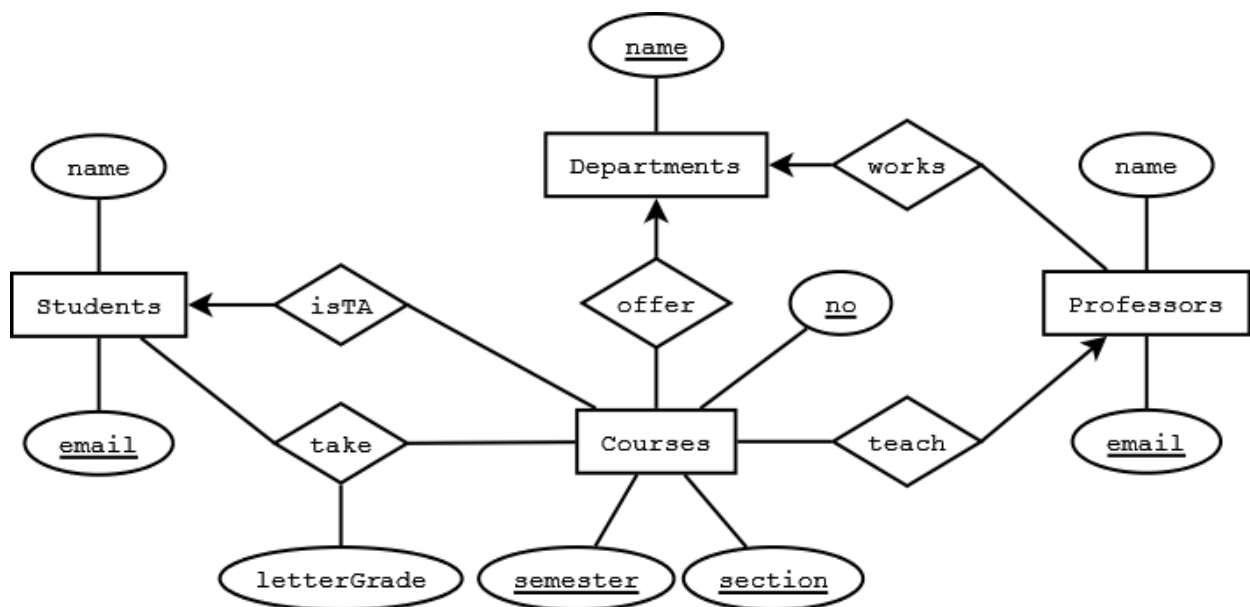 name
name
Departments
works
name
Students
isTA
offer
no
Professors
email
take
Courses
teach
email
letterGrade
semester
section